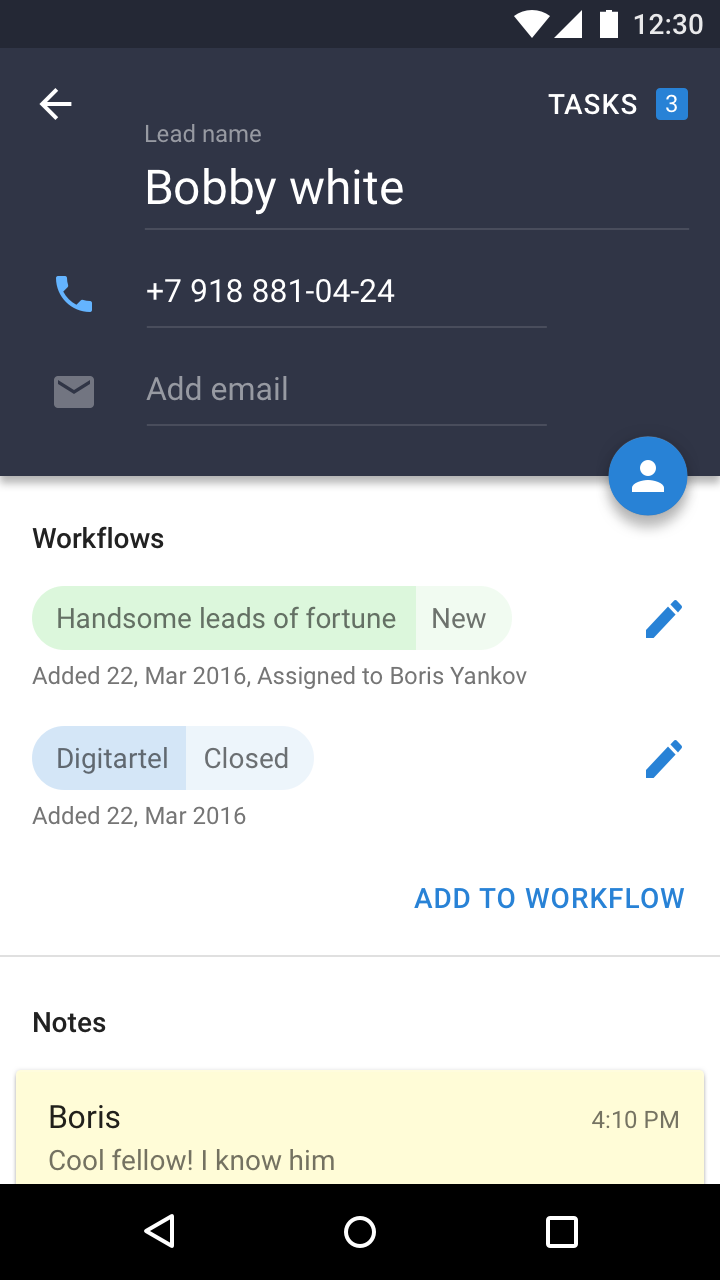 12:30
TASKS 3
Lead name
Bobby white
+7 918 881-04-24
Add email
Workflows
Handsome leads of fortune New
Added 22, Mar 2016, Assigned to Boris Yankov
Digitartel Closed
Added 22, Mar 2016
ADD TO WORKFLOW
Notes
Boris 4:10 PM
Cool fellow! I know him